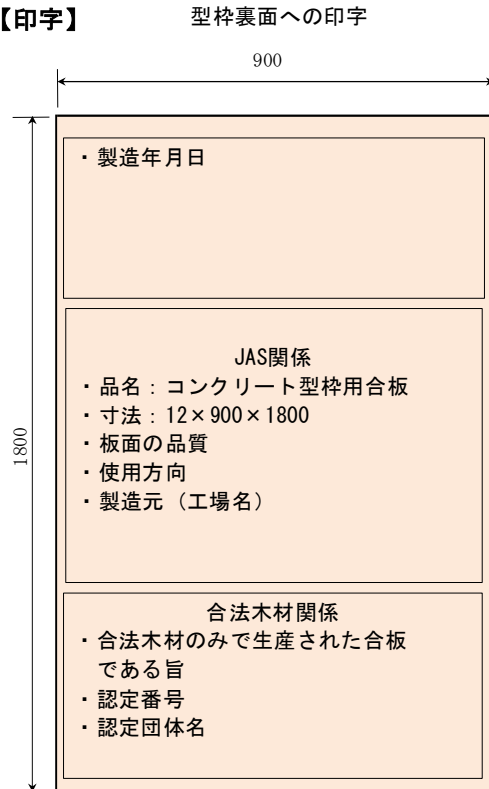 【印字】 型枠裏面への印字
900
1800
・製造年月日
JAS関係
・品名：コンクリート型枠用合板
・寸法：12×900×1800
・板面の品質
・使用方向
・製造元（工場名）
合法木材関係
・合法木材のみで生産された合板
である旨
・認定番号
・認定団体名